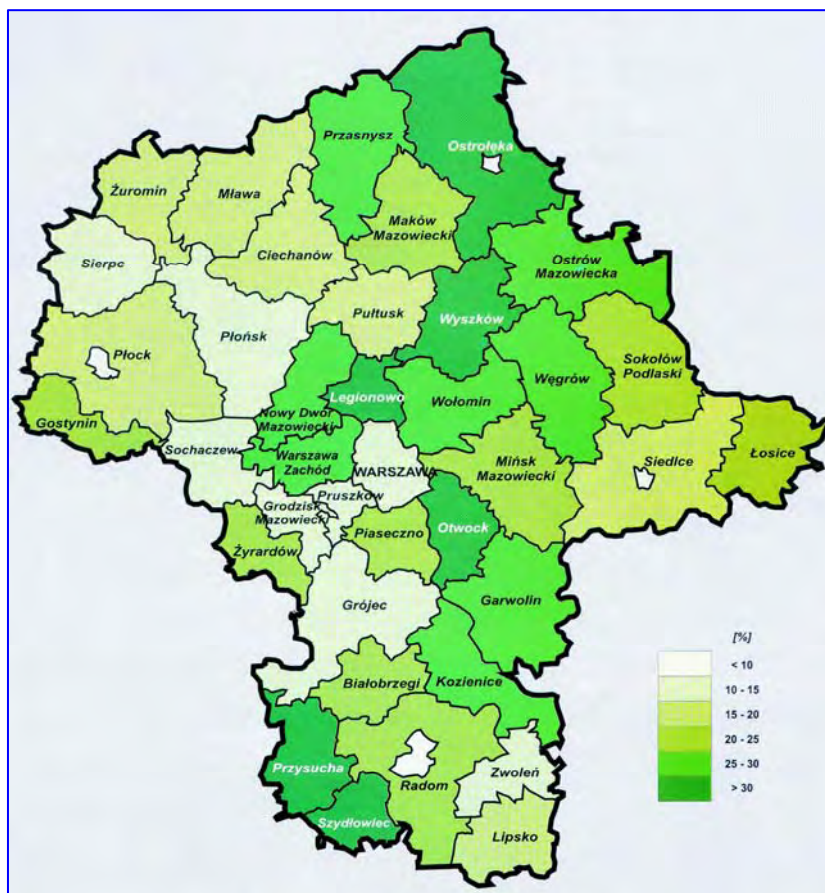 Przasnysz
Ostrołęka
Żuromin
Mława
Maków
Mazowiecki
Ciechanów
Ostrów
Mazowiecka
Sierpc
Pułtusk
Wyszków
Płońsk
Płock
Sokołów
Podlaski
Węgrów
Legionowo
Wołomin
Nowy Dwór
Mazowiecki
Gostynin
Sochaczew
Warszawa
Zachód
WARSZAWA
Mińsk
Mazowiecki
Siedlce
Łosice
Pruszków
Grodzisk
Mazowiecki
Otwock
Piaseczno
Żyrardów
Garwolin
Grójec
[%]
< 10
10 - 15
15 - 20
20 - 25
25 - 30
> 30
Białobrzegi
Kozienice
Przysucha
Zwoleń
Radom
Szydłowiec
Lipsko